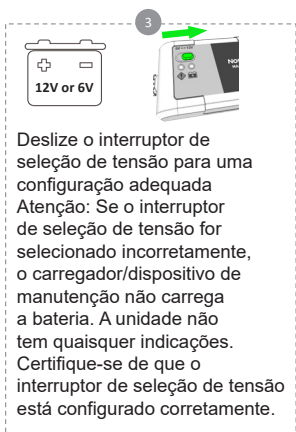 3
12V or 6V
Deslize o interruptor de
seleção de tensão para uma
configuração adequada
Atenção: Se o interruptor
de seleção de tensão for
selecionado incorretamente,
o carregador/dispositivo de
manutenção não carrega
a bateria. A unidade não
tem quaisquer indicações.
Certifique-se de que o
interruptor de seleção de tensão
está configurado corretamente.